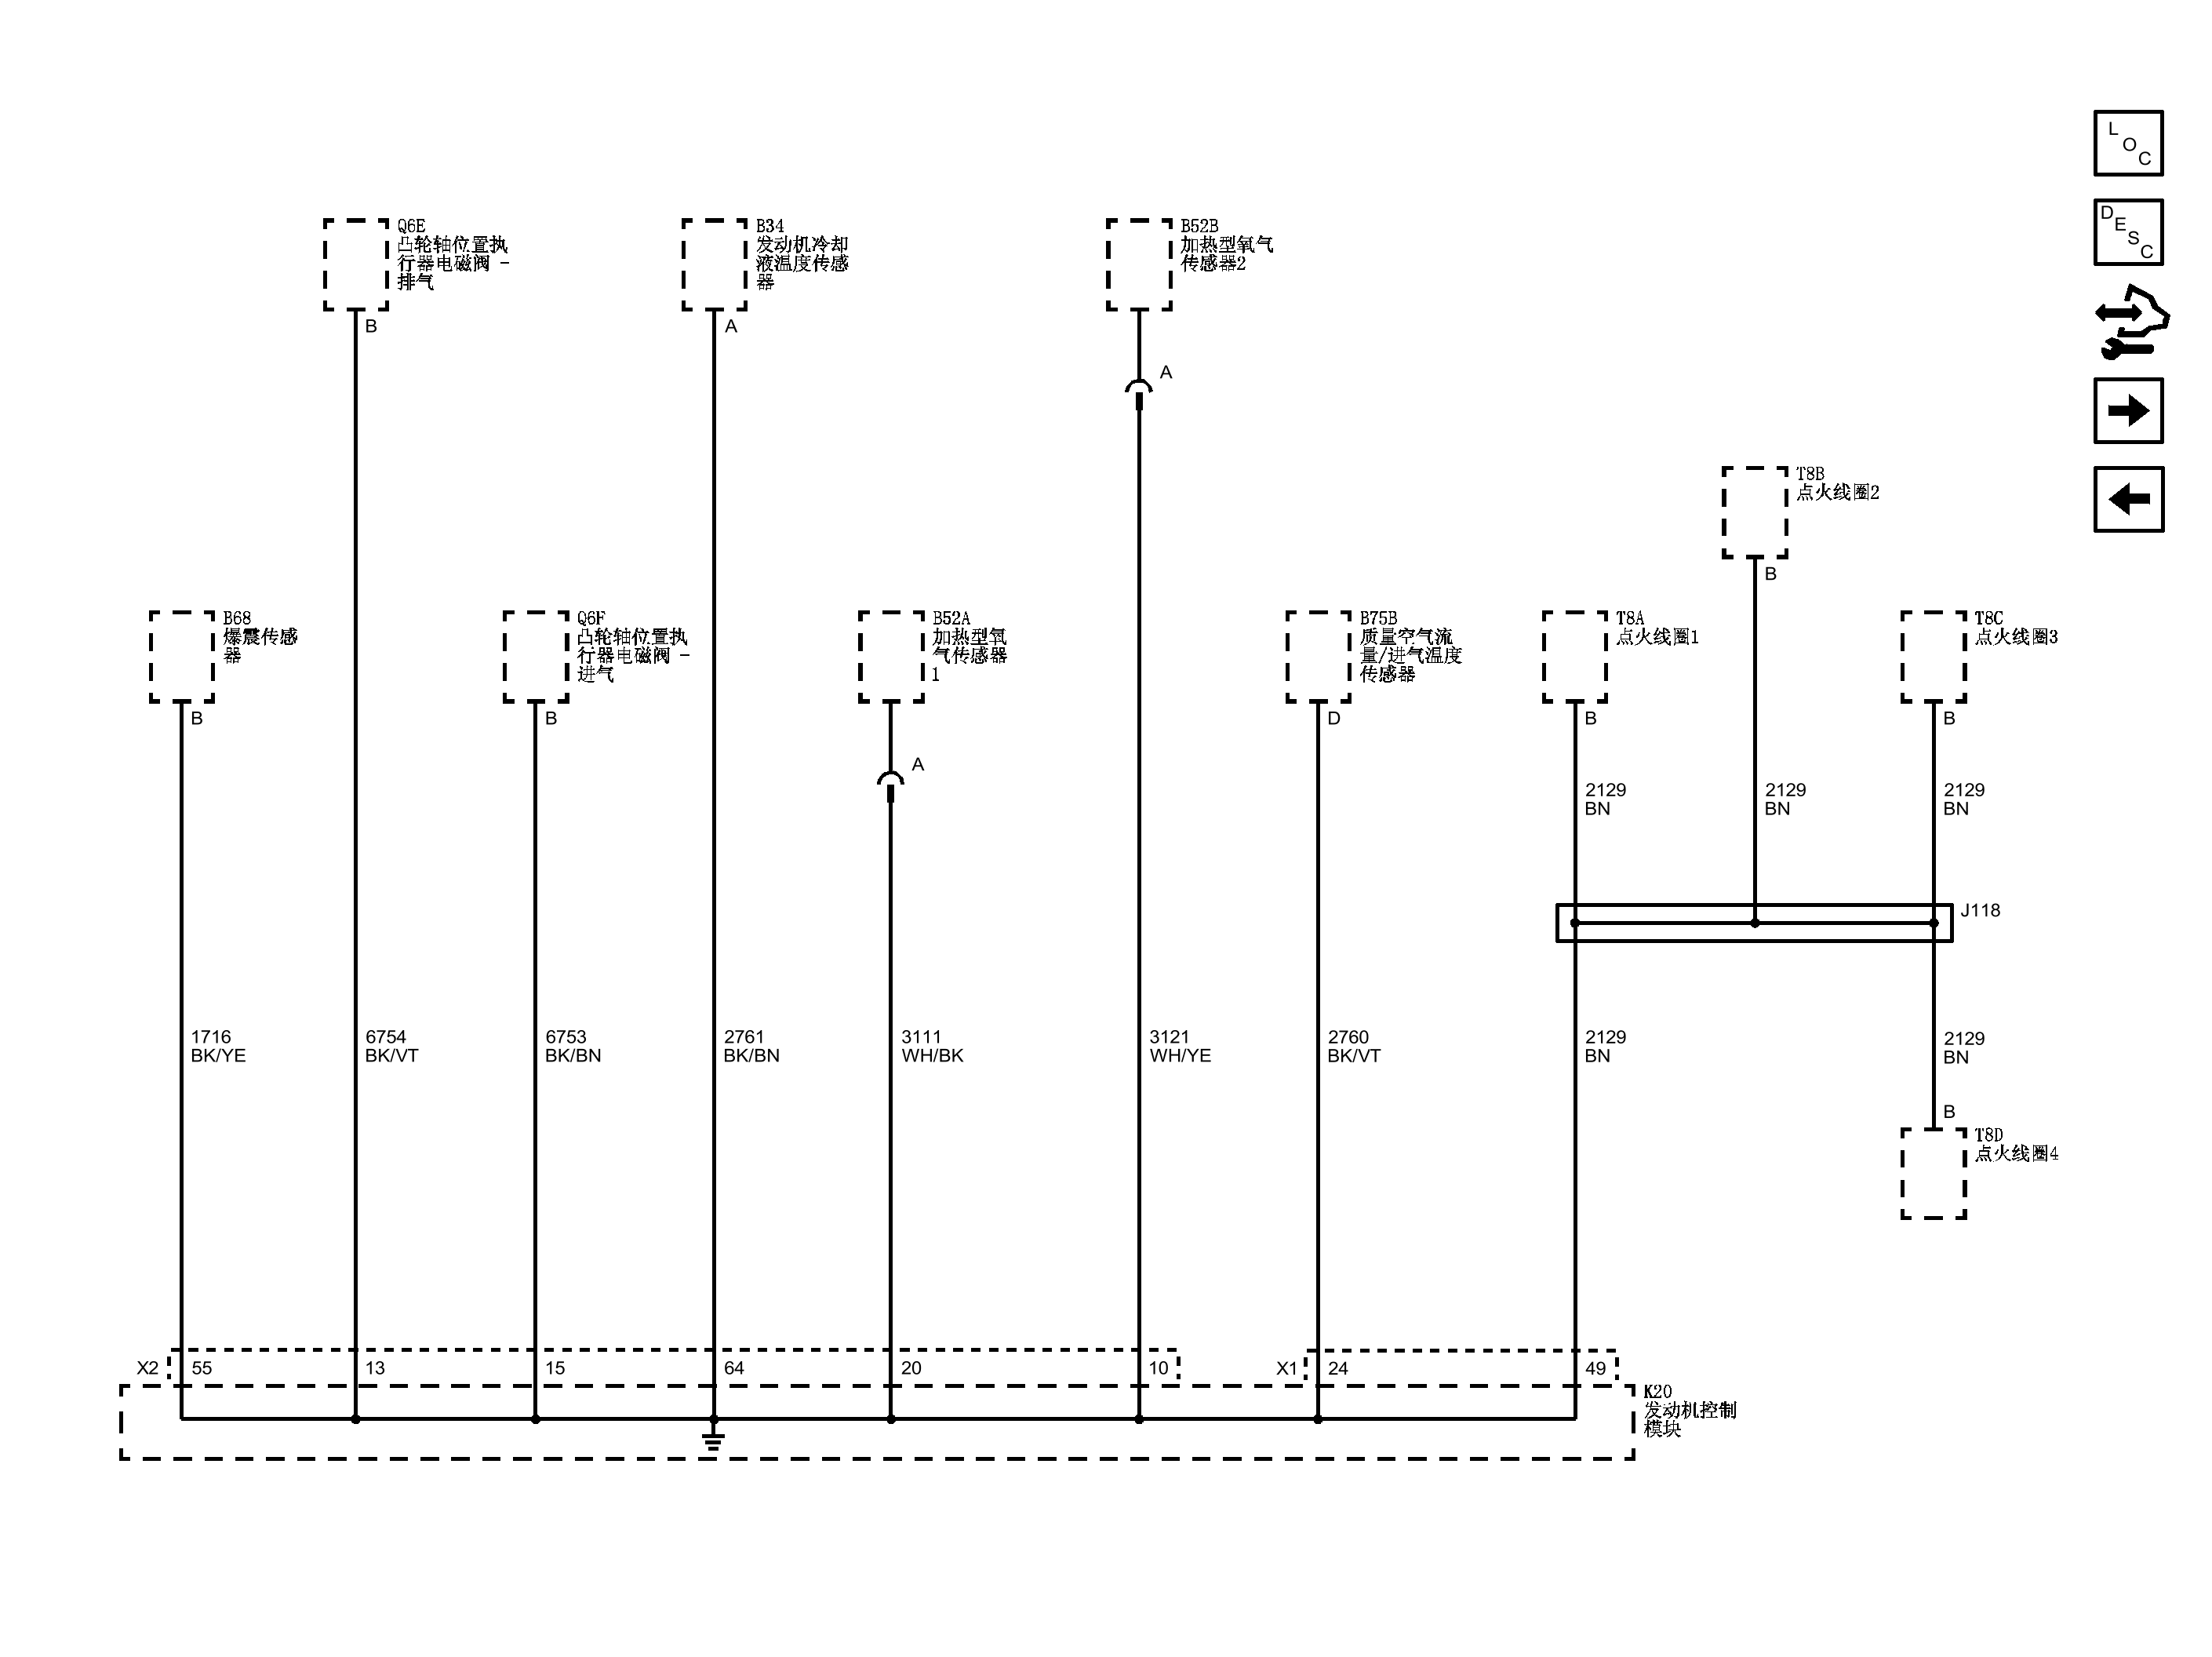 L
O
C
D
E
S
C
Q6E
凸轮轴位置执
行器电磁阀 -
排气
B
B34
发动机冷却
液温度传感
器
A
B52B
加热型氧气
传感器2
A
T8B
点火线圈2
B
B68
爆震传感
器
B
Q6F
凸轮轴位置执
行器电磁阀 -
进气
B
B52A
加热型氧
气传感器
1
A
B75B
质量空气流
量/进气温度
传感器
D
T8A
点火线圈1
B
T8C
点火线圈3
B
2129
BN
2129
BN
2129
BN
J118
1716
BK/YE
6754
BK/VT
6753
BK/BN
2761
BK/BN
3111
WH/BK
3121
WH/YE
2760
BK/VT
2129
BN
2129
BN
B
T8D
点火线圈4
X2
55
13
15
64
20
10
X1
24
49
K20
发动机控制
模块